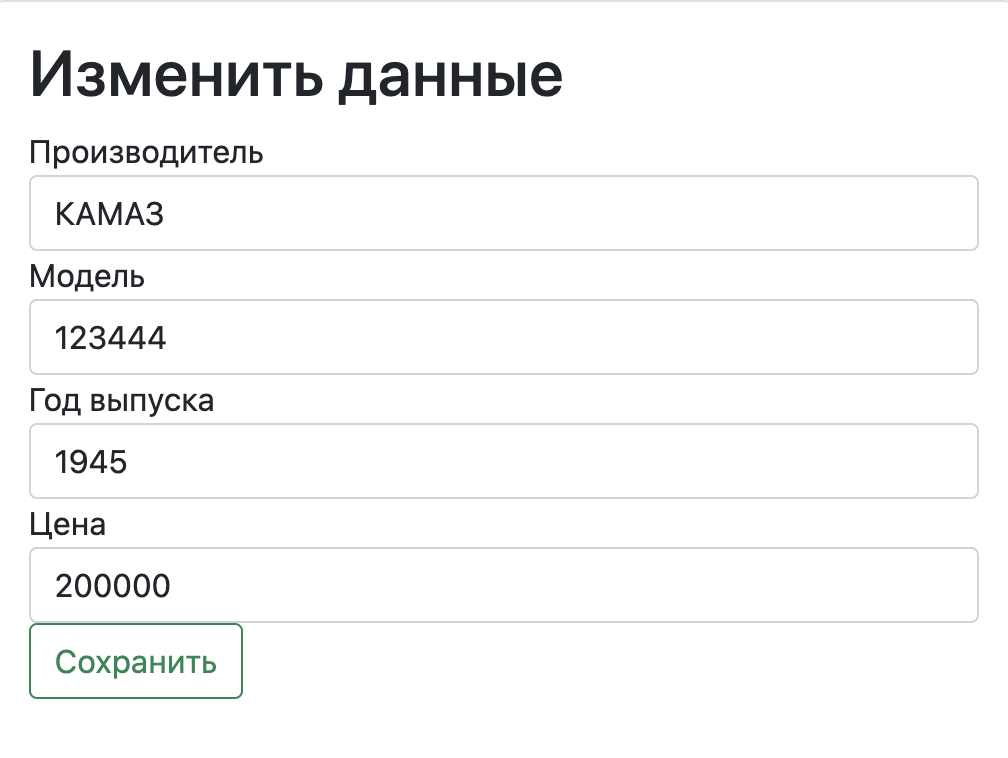 Изменить данные
Производитель
КАМАЗ
Модель
123444
Год выпуска
1945
Цена
200000
Сохранить